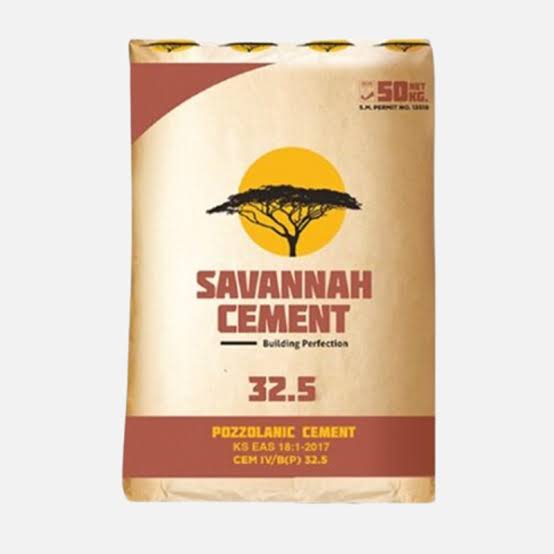 50 NET KG.
S.M. PERMIT NO. 13519
SAVANNAH
CEMENT
Building Perfection
32.5
POZZOLANIC CEMENT
KS EAS 18:1-2017
CEM IV/B(P) 32.5